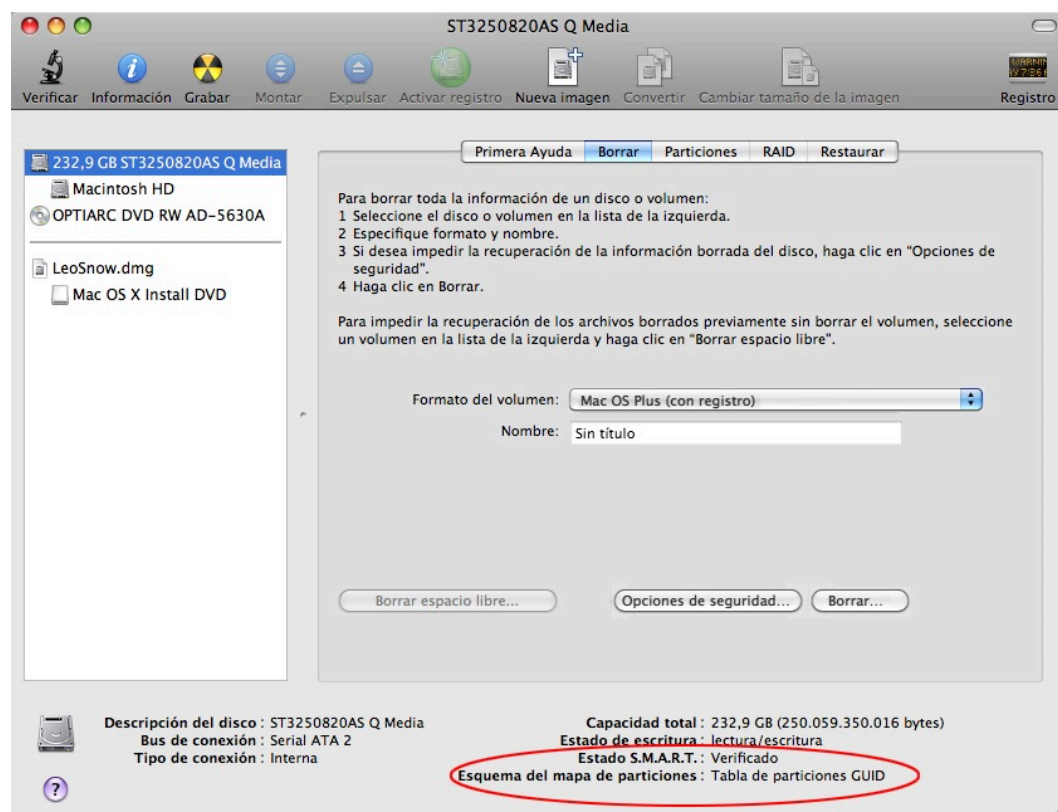 ST3250820AS Q Media
Verificar Información Grabar Montar Expulsar Activar registro Nueva imagen Convertir Cambiar tamaño de la imagen Registro
232,9 GB ST3250820AS Q Media
Macintosh HD
OPTIARC DVD RW AD-5630A
LeoSnow.dmg
Mac OS X Install DVD
Primera Ayuda Borrar Particiones RAID Restaurar
Para borrar toda la información de un disco o volumen:
1 Seleccione el disco o volumen en la lista de la izquierda.
2 Especifique formato y nombre.
3 Si desea impedir la recuperación de la información borrada del disco, haga clic en "Opciones de
seguridad".
4 Haga clic en Borrar.
Para impedir la recuperación de los archivos borrados previamente sin borrar el volumen, seleccione
un volumen en la lista de la izquierda y haga clic en “Borrar espacio libre”.
Formato del volumen: Mac OS Plus (con registro)
Nombre: Sin título
Borrar espacio libre... Opciones de seguridad... Borrar...
Descripción del disco : ST3250820AS Q Media
Bus de conexión : Serial ATA 2
Tipo de conexión : Interna
Capacidad total : 232,9 GB (250.059.350.016 bytes)
Estado de escritura : lectura/escritura
Estado S.M.A.R.T. : Verificado
Esquema del mapa de particiones : Tabla de particiones GUID
?